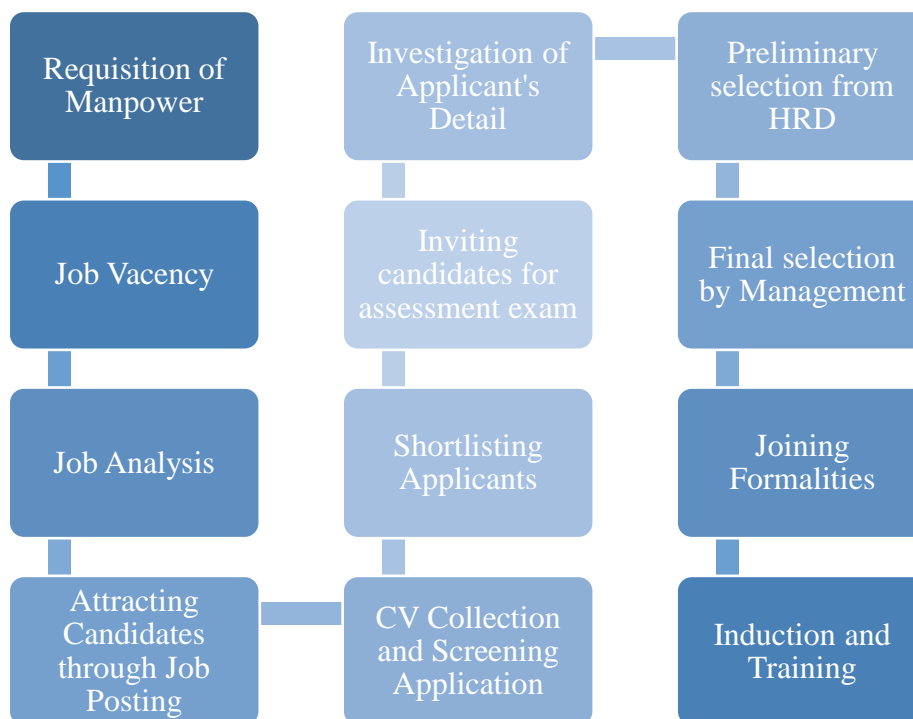 Requisition of
Manpower
Job Vacency
Job Analysis
Attracting
Candidates
through Job
Posting
CV Collection
and Screening
Application
Shortlisting
Applicants
Inviting
candidates for
assessment exam
Investigation of
Applicant's
Detail
Preliminary
selection from
HRD
Final selection
by Management
Joining
Formalities
Induction and
Training